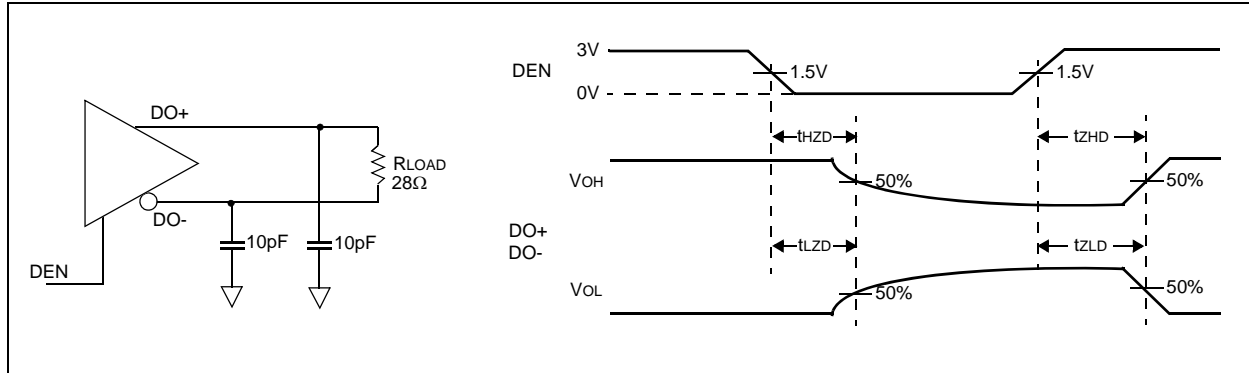 DO+
RLOAD
28Ω
DO-
10pF
10pF
DEN
3V
DEN
1.5V
1.5V
0V
tHZD
tZHD
VOH
50%
50%
DO+
DO-
tLZD
tZLD
VOL
50%
50%